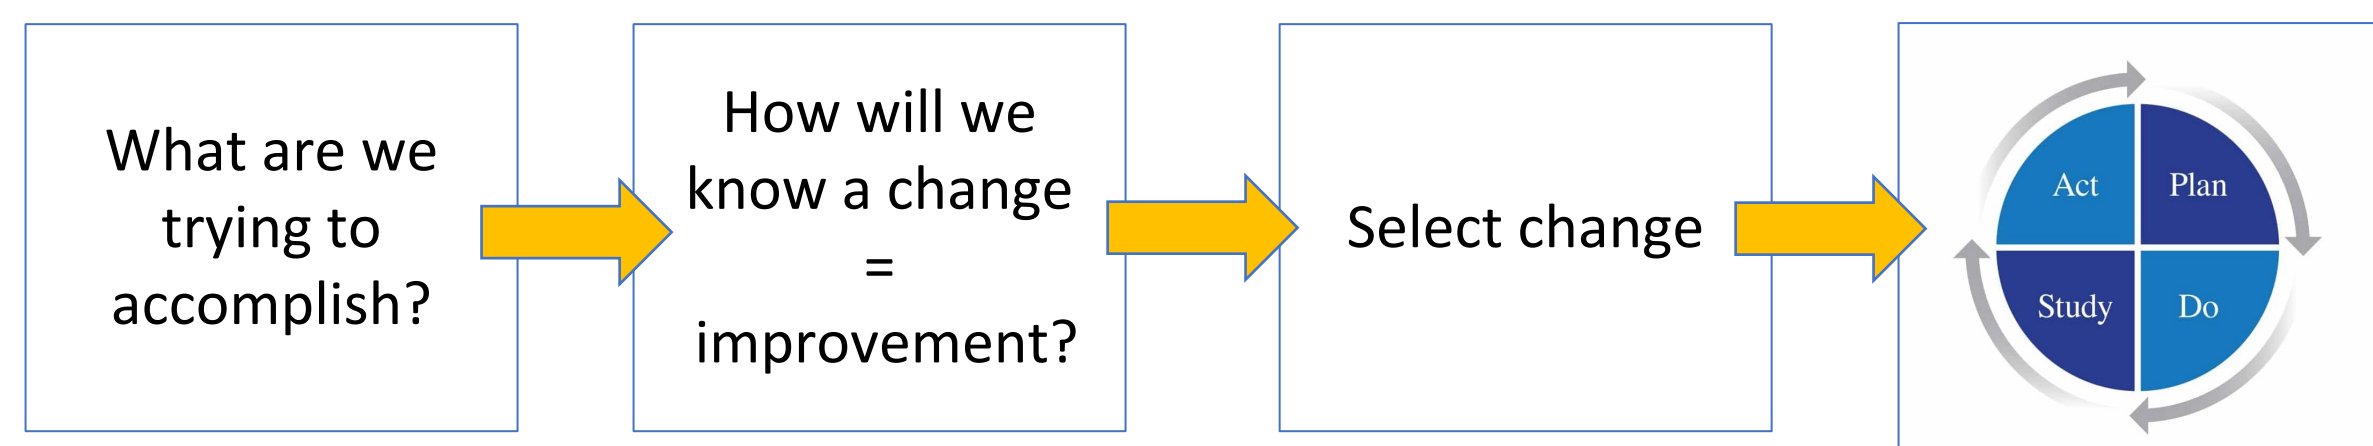 What are we
trying to
accomplish?
How will we
know a change
=
improvement?
Select change
Act
Plan
Study
Do